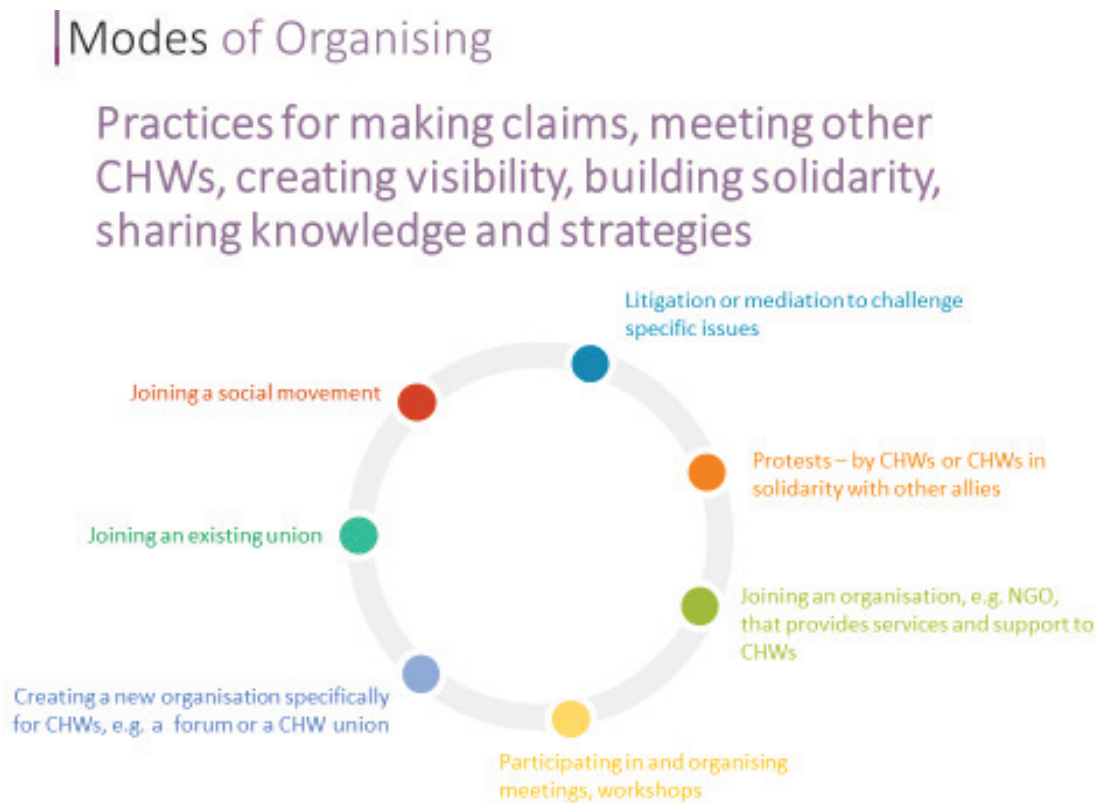 Modes of Organising
Practices for making claims, meeting other
CHWs, creating visibility, building solidarity,
sharing knowledge and strategies
Litigation or mediation to challenge
specific issues
Protests – by CHWs or CHWs in
solidarity with other allies
Joining an organisation, e.g. NGO,
that provides services and support to
CHWs
Participating in and organising
meetings, workshops
Creating a new organisation specifically
for CHWs, e.g. a forum or a CHW union
Joining an existing union
Joining a social movement